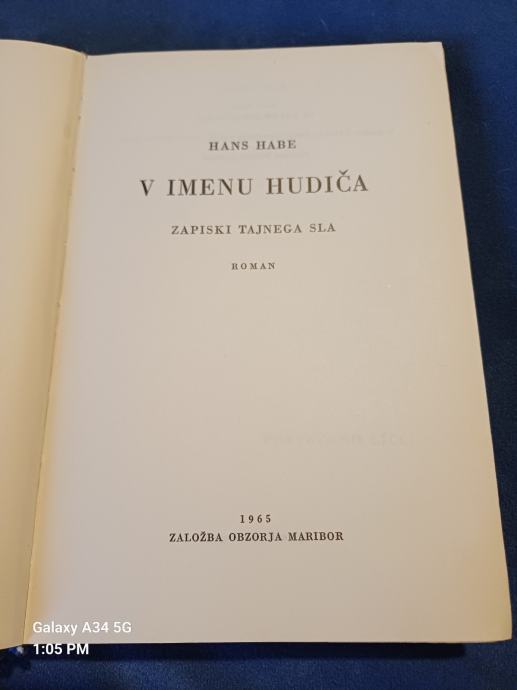 HANS HABE
V IMENU HUDIČA
ZAPISKI TAJNEGA SLA
ROMAN
1965
ZALOŽBA OBZORJA MARIBOR
Galaxy A34 5G
1:05 PM